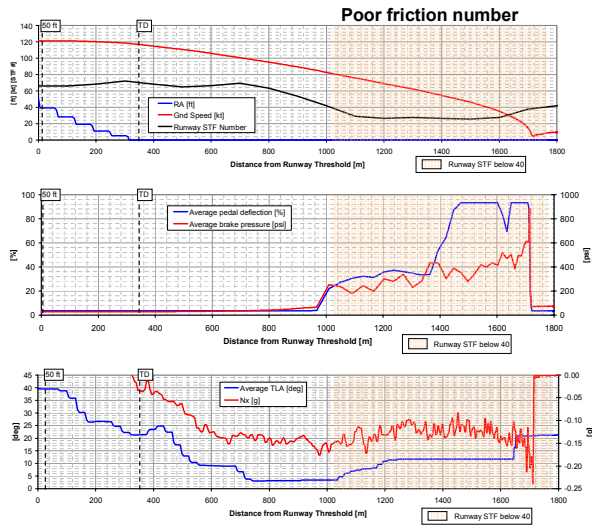 Poor friction number
140
120
100
80
60
40
20
0
[ft] [kt] [STF #]
50 ft
TD
RA [ft]
Gnd Speed [kt]
Runway STF Number
0 200 400 600 800 1000 1200 1400 1600 1800
Distance from Runway Threshold [m]
Runway STF below 40
100
80
60
40
20
0
[%]
50 ft
TD
Average pedal deflection [%]
Average brake pressure [psi]
1000
800
600
400
200
0
[psi]
0 200 400 600 800 1000 1200 1400 1600 1800
Distance from Runway Threshold [m]
Runway STF below 40
45
40
35
30
25
20
15
10
5
0
[deg]
50 ft
TD
Average TLA [deg]
Nx [g]
0.00
-0.05
-0.10
-0.15
-0.20
-0.25
[g]
0 200 400 600 800 1000 1200 1400 1600 1800
Distance from Runway Threshold [m]
Runway STF below 40